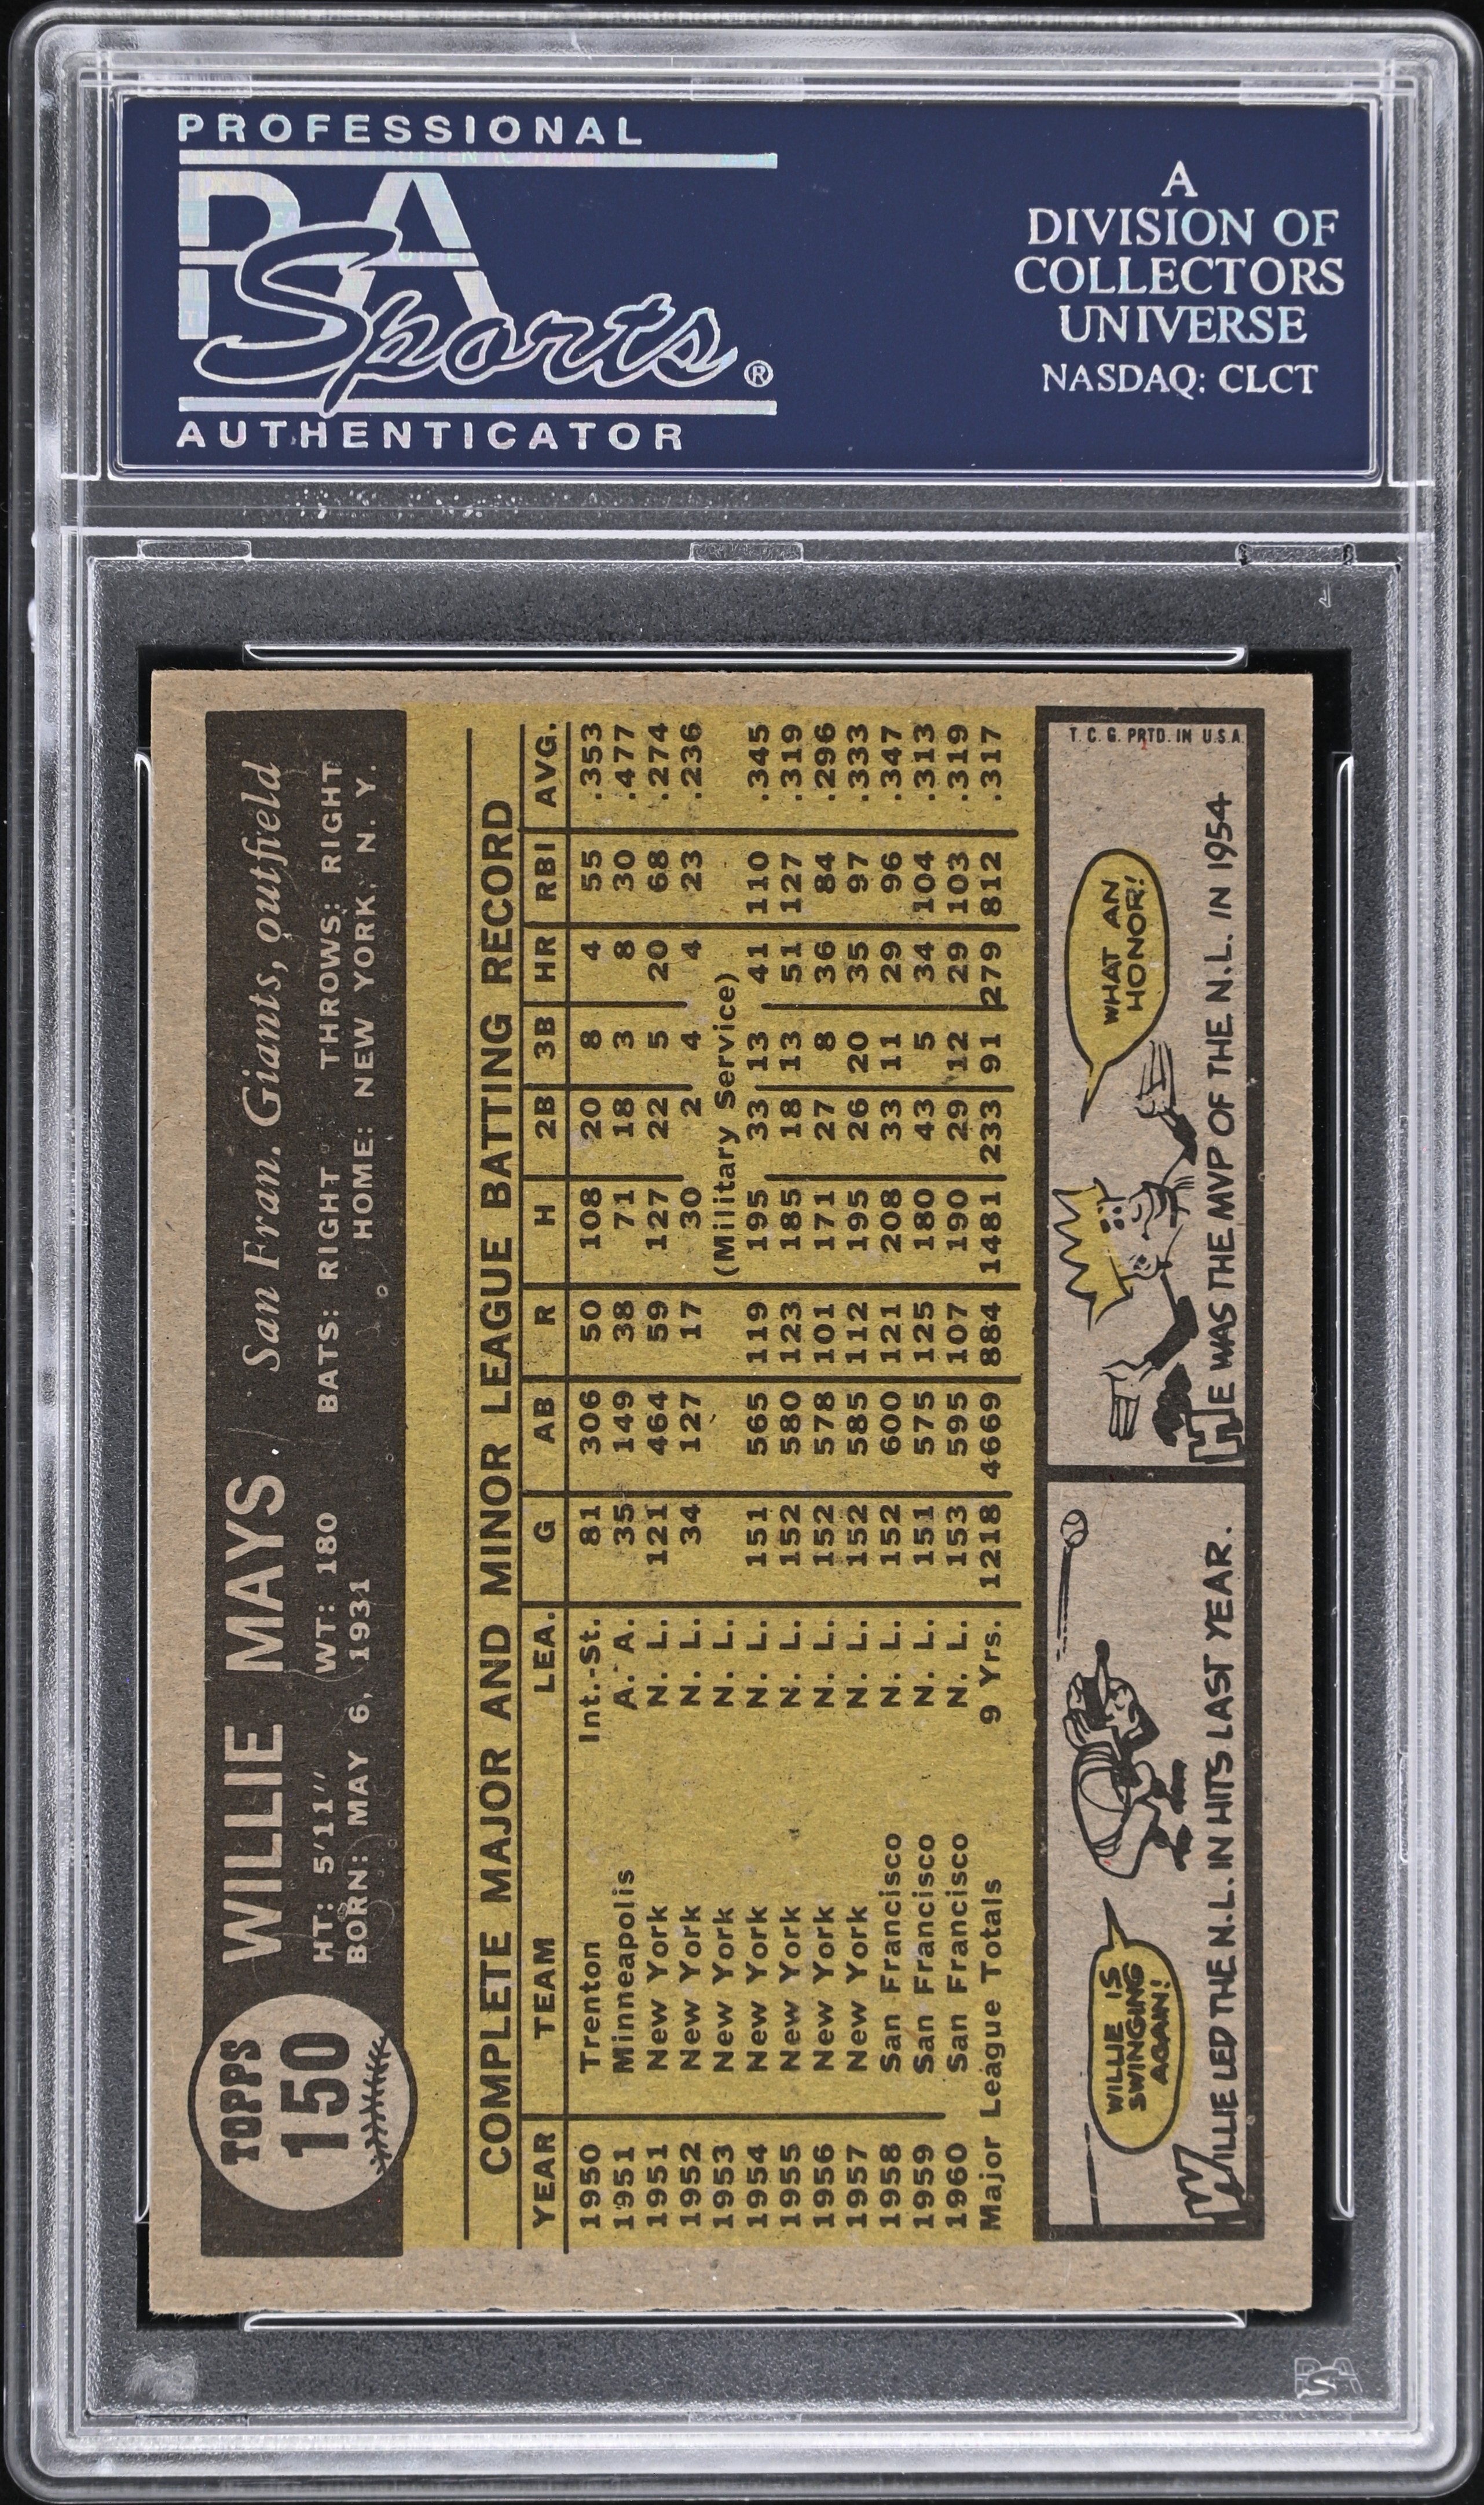 PROFESSIONAL
PSA
Sports®
AUTHENTICATOR
A
DIVISION OF
COLLECTORS
UNIVERSE
NASDAQ: CLCT
TOPPS
150
WILLIE MAYS San Fran. Giants, outfield
HT: 5'11" WT: 180 BATS: RIGHT THROWS: RIGHT
BORN: MAY 6, 1931 HOME: NEW YORK, N. Y.
COMPLETE MAJOR AND MINOR LEAGUE BATTING RECORD
YEAR TEAM LEA. G AB R H 2B 3B HR RBI AVG.
1950 Trenton Int.-St. 81 306 50 108 20 8 4 55 .353
1951 Minneapolis A. A. 35 149 38 71 18 3 8 30 .477
1951 New York N. L. 121 464 59 127 22 5 20 68 .274
1952 New York N. L. 34 127 17 30 2 4 4 23 .236
1953 New York N. L. (Military Service)
1954 New York N. L. 151 565 119 195 33 13 41 110 .345
1955 New York N. L. 152 580 123 185 18 13 51 127 .319
1956 New York N. L. 152 578 101 171 27 8 36 84 .296
1957 New York N. L. 152 585 112 195 26 20 35 97 .333
1958 San Francisco N. L. 152 600 121 208 33 11 29 96 .347
1959 San Francisco N. L. 151 575 125 180 43 5 34 104 .313
1960 San Francisco N. L. 153 595 107 190 29 12 29 103 .319
Major League Totals 9 Yrs. 1218 4669 884 1481 233 91 279 812 .317
WILLIE IS
SWINGING
AGAIN!
WILLIE LED THE N.L. IN HITS LAST YEAR.
WHAT AN
HONOR!
HE WAS THE MVP OF THE N.L. IN 1954
T. C. G. PRTD. IN U.S.A.
PSA